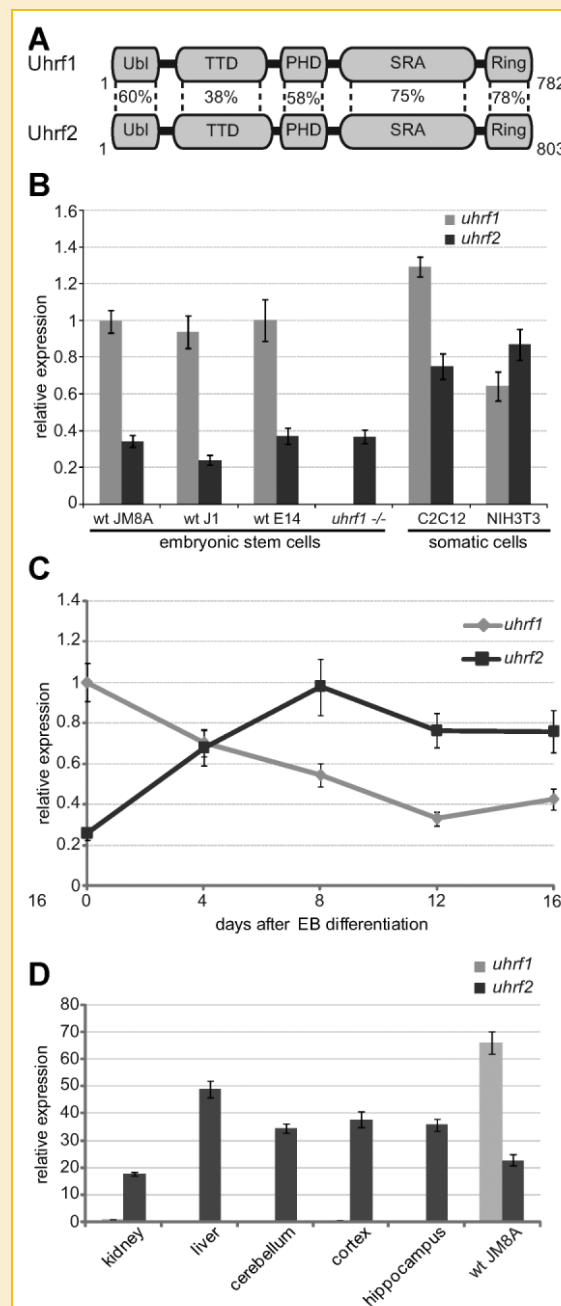 A
Uhrf1
Ubl TTD PHD SRA Ring
1 782
60% 38% 58% 75% 78%
Uhrf2
Ubl TTD PHD SRA Ring
1 803
B
1.6
1.4
1.2
1
0.8
0.6
0.4
0.2
0
relative expression
uhrf1
uhrf2
wt JM8A wt J1 wt E14 uhrf1 -/- C2C12 NIH3T3
embryonic stem cells somatic cells
C
1.4
1.2
1
0.8
0.6
0.4
0.2
0
relative expression
uhrf1
uhrf2
16 0 4 8 12 16
days after EB differentiation
D
uhrf1
uhrf2
80
70
60
50
40
30
20
10
0
relative expression
kidney liver cerebellum cortex hippocampus wt JM8A